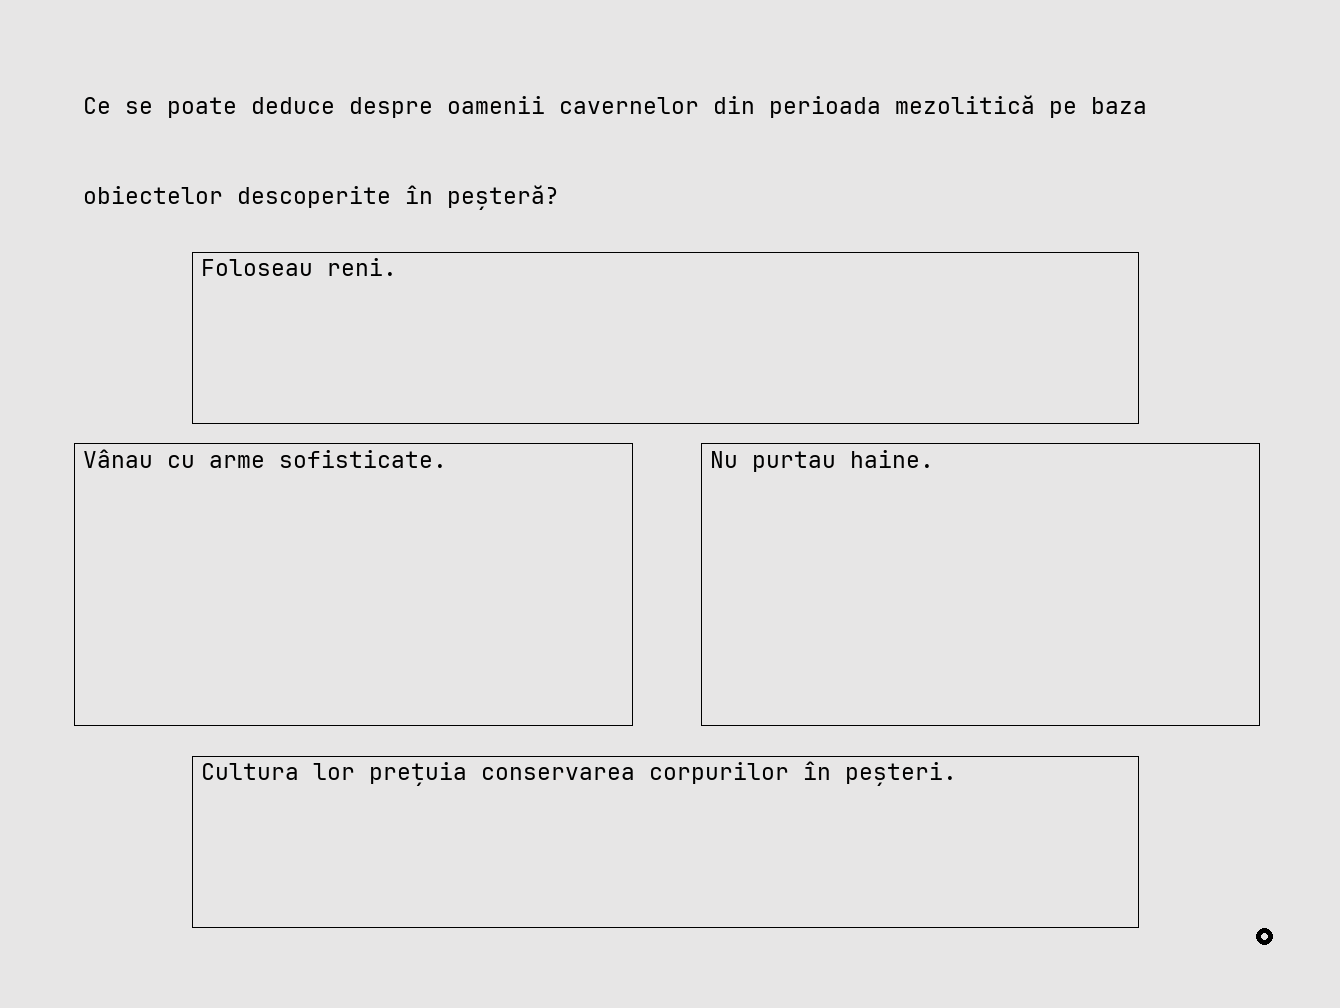 Ce se poate deduce despre oamenii cavernelor din perioada mezolitică pe baza
obiectelor descoperite în peșteră?
Foloseau reni.
Vânau cu arme sofisticate.
Nu purtau haine.
Cultura lor prețuia conservarea corpurilor în peșteri.